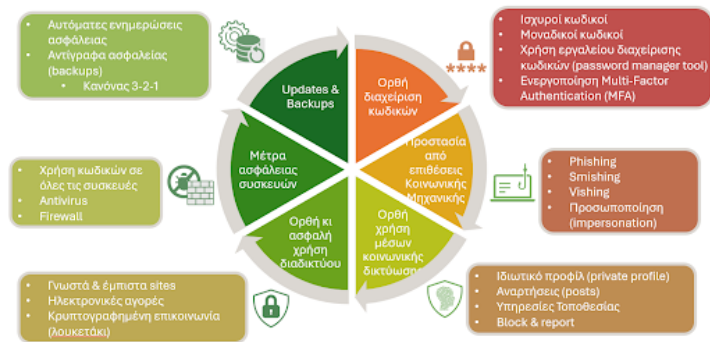 Αυτόματες ενημερώσεις
ασφάλειας
Αντίγραφα ασφαλείας
(backups)
Κανόνας 3-2-1
Ισχυροί κωδικοί
Μοναδικοί κωδικοί
Χρήση εργαλείου διαχείρισης
κωδικών (password manager tool)
Ενεργοποίηση Multi-Factor
Authentication (MFA)
****
Updates &
Backups
Ορθή
διαχείριση
κωδικών
Μέτρα
ασφάλειας
συσκευών
Προστασία
από
επιθέσεις
Κοινωνικής
Μηχανικής
Ορθή κι
ασφαλή
χρήση
διαδικτύου
Ορθή
χρήση
μέσων
κοινωνικής
δικτύωσης
Χρήση κωδικών σε
όλες τις συσκευές
Antivirus
Firewall
Phishing
Smishing
Vishing
Προσωποποίηση
(impersonation)
Γνωστά & έμπιστα sites
Ηλεκτρονικές αγορές
Κρυπτογραφημένη επικοινωνία
(λουκετάκι)
Ιδιωτικό προφίλ (private profile)
Αναρτήσεις (posts)
Υπηρεσίες Τοποθεσίας
Block & report